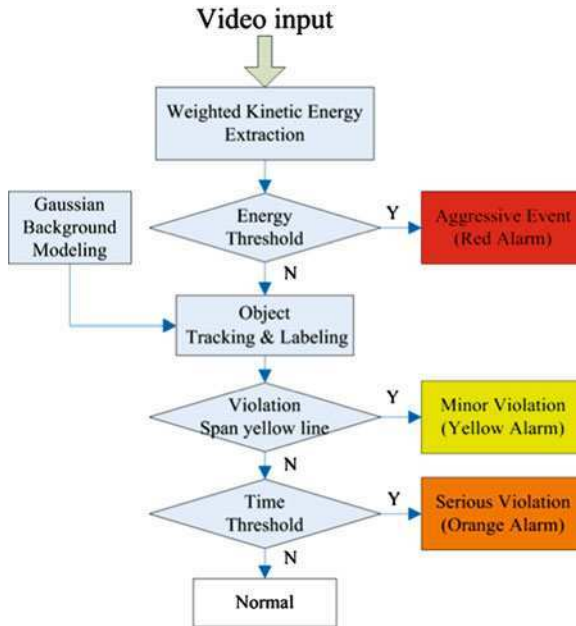 Video input
Weighted Kinetic Energy
Extraction
Gaussian
Background
Modeling
Energy
Threshold
Y
Aggressive Event
(Red Alarm)
N
Object
Tracking & Labeling
Violation
Span yellow line
Y
Minor Violation
(Yellow Alarm)
N
Time
Threshold
Y
Serious Violation
(Orange Alarm)
N
Normal